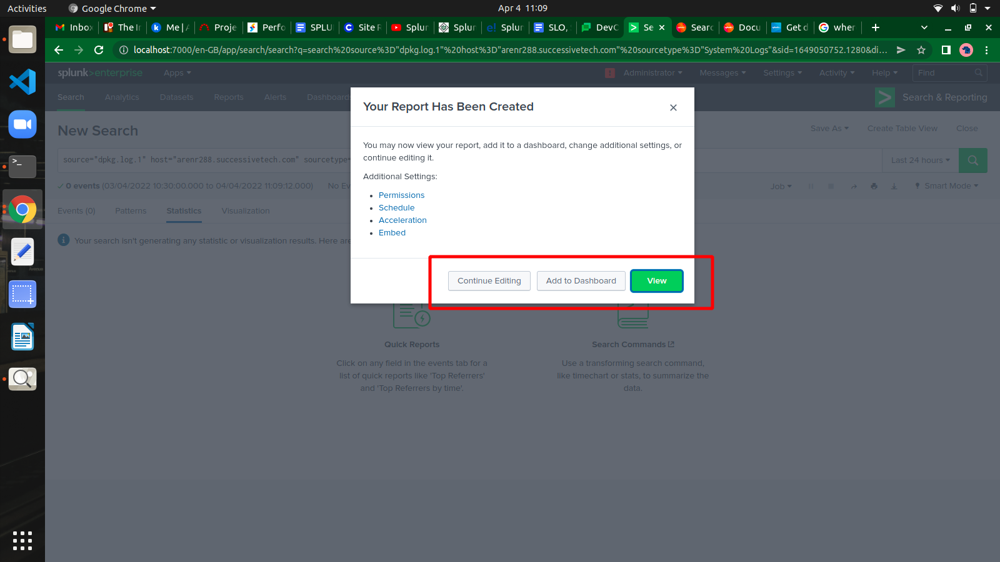 Activities
Google Chrome
Apr 4 11:09
Inbox
The Ir
Me | A
Proje
Perfo
SPLU
Site R
Splur
Splur
Splur
SLO,
DevO
Se
Searc
Docu
Get d
wher
localhost:7000/en-GB/app/search/search?q=search%20source%3D"dpkg.log.1"%20host%3D"arenr288.successivetech.com"%20sourcetype%3D"System%20Logs"&sid=1649050752.1280&di...
splunk>enterprise
Apps
Administrator
Messages
Settings
Activity
Help
Find
Search
Analytics
Datasets
Reports
Alerts
Dashboards
Search & Reporting
Your Report Has Been Created
You may now view your report, add it to a dashboard, change additional settings, or
continue editing it.
Additional Settings:
Permissions
Schedule
Acceleration
Embed
Continue Editing
Add to Dashboard
View
New Search
Save As
Create Table View
Close
source="dpkg.log.1" host="arenr288.successivetech.com" sourcetype=
Last 24 hours
0 events (03/04/2022 10:30:00.000 to 04/04/2022 11:09:12.000)
No Ev
Job
Smart Mode
Events (0)
Patterns
Statistics
Visualization
Your search isn't generating any statistic or visualization results. Here are
Quick Reports
Click on any field in the events tab for a
list of quick reports like 'Top Referrers'
and 'Top Referrers by time'.
Search Commands
Use a transforming search command,
like timechart or stats, to summarize the
data.